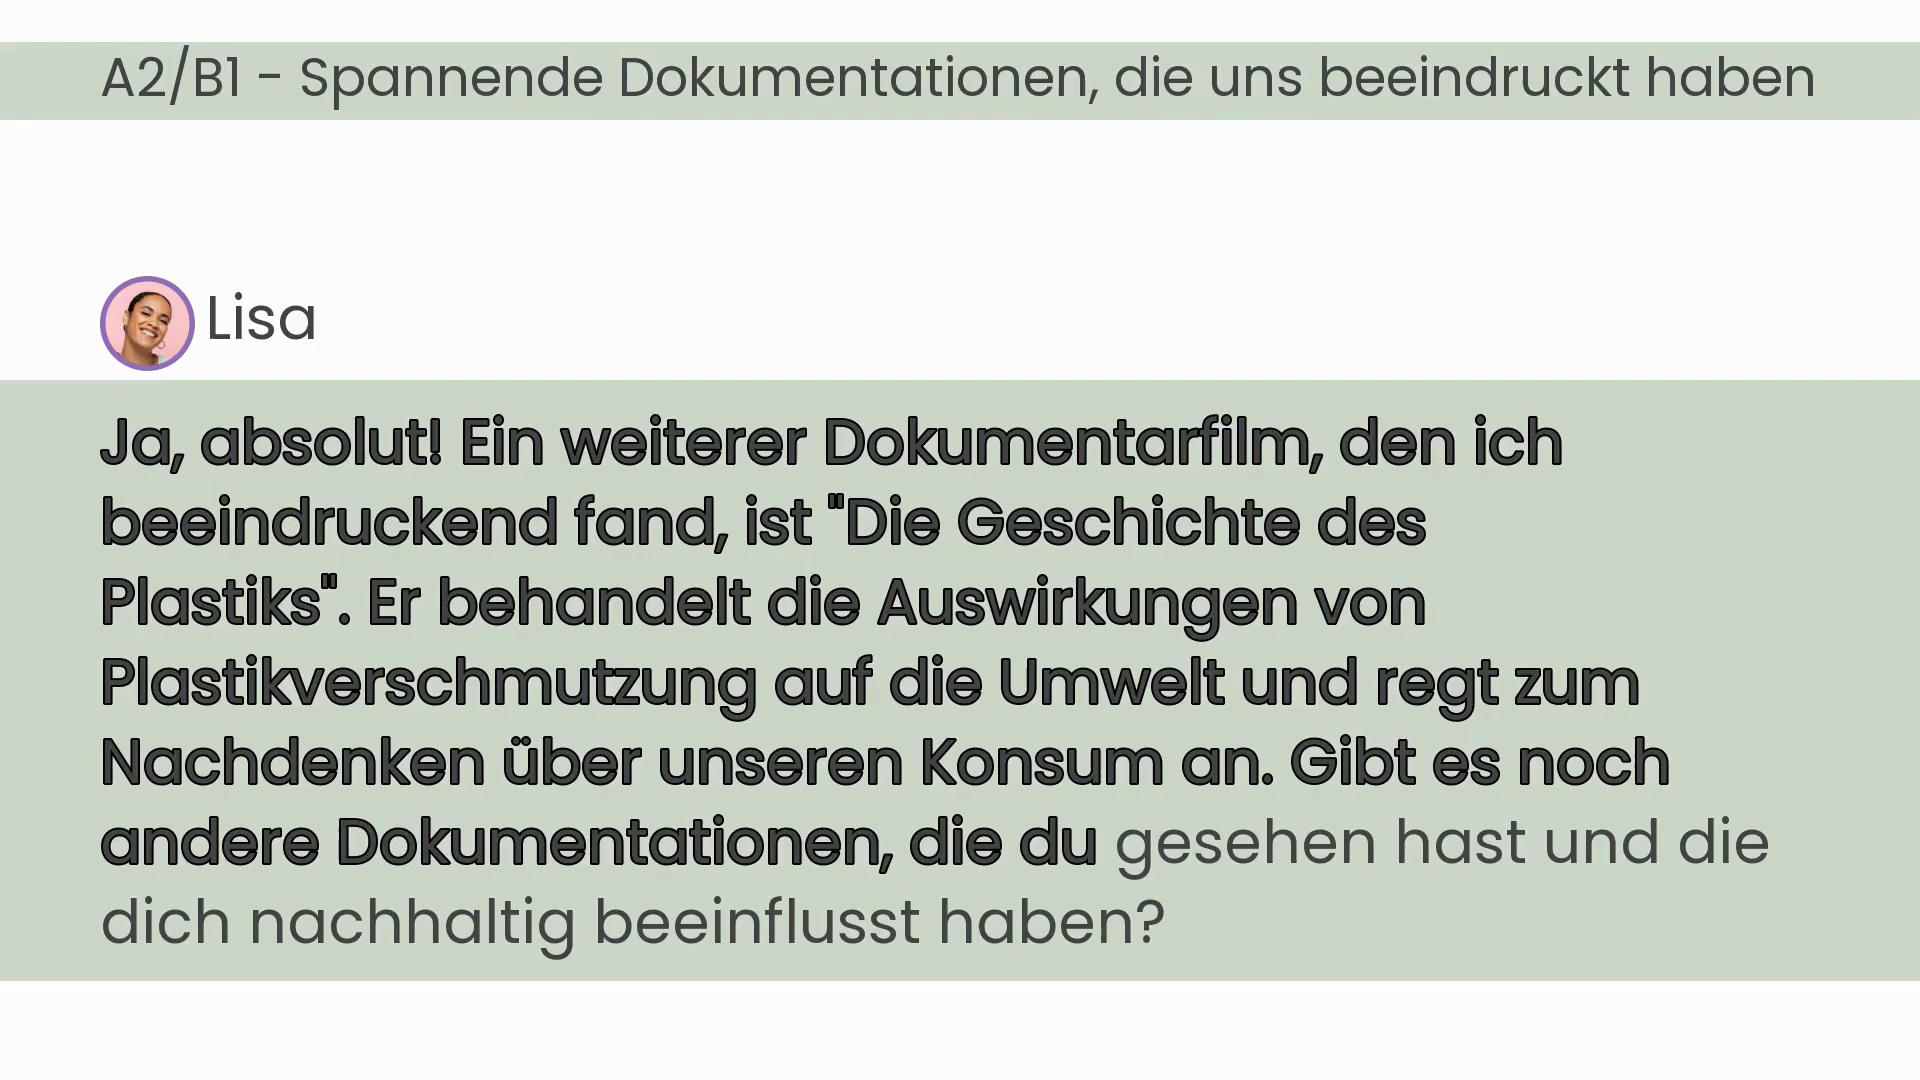 A2/B1 - Spannende Dokumentationen, die uns beeindruckt haben
Lisa
Ja, absolut! Ein weiterer Dokumentarfilm, den ich
beeindruckend fand, ist "Die Geschichte des
Plastiks". Er behandelt die Auswirkungen von
Plastikverschmutzung auf die Umwelt und regt zum
Nachdenken über unseren Konsum an. Gibt es noch
andere Dokumentationen, die du gesehen hast und die
dich nachhaltig beeinflusst haben?